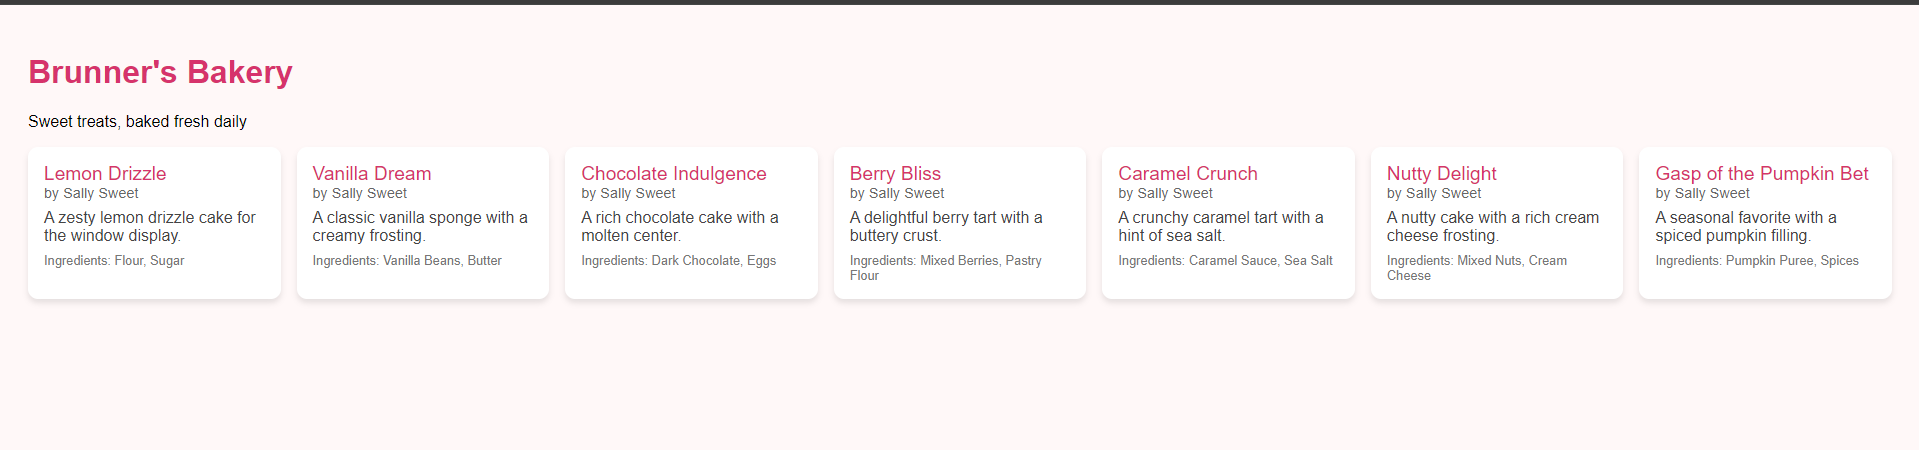 Brunner's Bakery
Sweet treats, baked fresh daily
Lemon Drizzle
by Sally Sweet
A zesty lemon drizzle cake for
the window display.
Ingredients: Flour, Sugar
Vanilla Dream
by Sally Sweet
A classic vanilla sponge with a
creamy frosting.
Ingredients: Vanilla Beans, Butter
Chocolate Indulgence
by Sally Sweet
A rich chocolate cake with a
molten center.
Ingredients: Dark Chocolate, Eggs
Berry Bliss
by Sally Sweet
A delightful berry tart with a
buttery crust.
Ingredients: Mixed Berries, Pastry
Flour
Caramel Crunch
by Sally Sweet
A crunchy caramel tart with a
hint of sea salt.
Ingredients: Caramel Sauce, Sea Salt
Nutty Delight
by Sally Sweet
A nutty cake with a rich cream
cheese frosting.
Ingredients: Mixed Nuts, Cream
Cheese
Gasp of the Pumpkin Bet
by Sally Sweet
A seasonal favorite with a
spiced pumpkin filling.
Ingredients: Pumpkin Puree, Spices